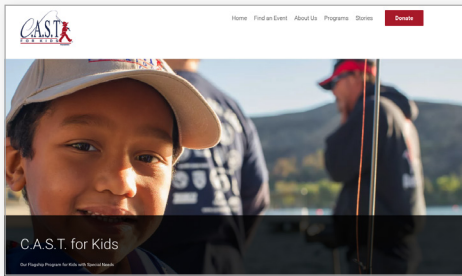 C.A.S.T.
FOR KIDS
Home Find an Event About Us Programs Stories Donate
C.A.S.T. for Kids
Our Flagship Program for Kids with Special Needs